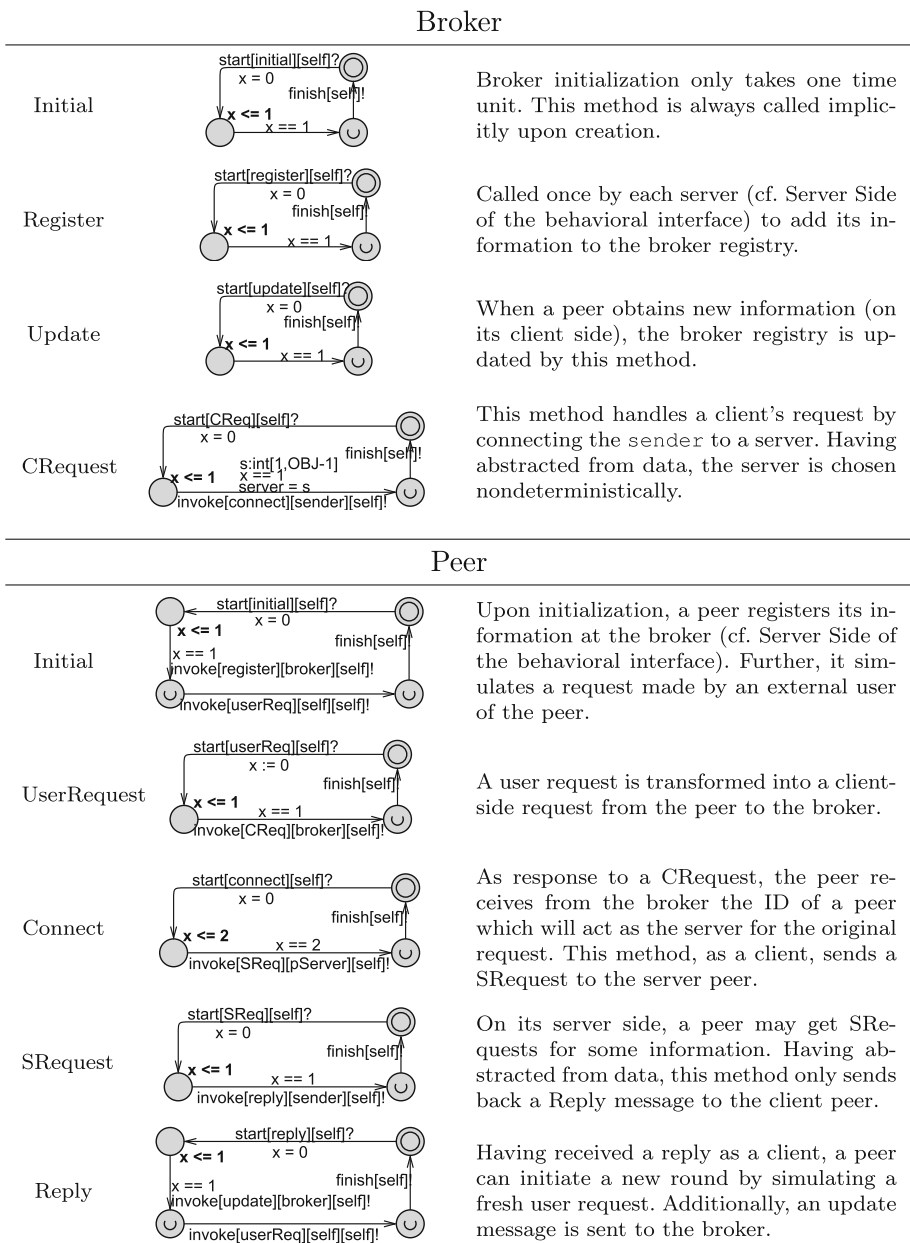 Broker
Initial
start[initial][self]?
x = 0
finish[self]!
x <= 1
x == 1
Broker initialization only takes one time
unit. This method is always called implic-
itly upon creation.
Register
start[register][self]?
x = 0
finish[self]!
x <= 1
x == 1
Called once by each server (cf. Server Side
of the behavioral interface) to add its in-
formation to the broker registry.
Update
start[update][self]?
x = 0
finish[self]!
x <= 1
x == 1
When a peer obtains new information (on
its client side), the broker registry is up-
dated by this method.
CRequest
start[CReq][self]?
x = 0
finish[self]!
s:int[1,OBJ-1]
x <= 1
x == 1
server = s
invoke[connect][sender][self]!
This method handles a client's request by
connecting the sender to a server. Having
abstracted from data, the server is chosen
nondeterministically.
Peer
Initial
start[initial][self]?
x = 0
x <= 1
finish[self]!
x == 1
invoke[register][broker][self]!
invoke[userReq][self][self]!
Upon initialization, a peer registers its in-
formation at the broker (cf. Server Side of
the behavioral interface). Further, it sim-
ulates a request made by an external user
of the peer.
UserRequest
start[userReq][self]?
x := 0
finish[self]!
x <= 1
x == 1
invoke[CReq][broker][self]!
A user request is transformed into a client-
side request from the peer to the broker.
Connect
start[connect][self]?
x = 0
finish[self]!
x <= 2
x == 2
invoke[SReq][pServer][self]!
As response to a CRequest, the peer re-
ceives from the broker the ID of a peer
which will act as the server for the original
request. This method, as a client, sends a
SRequest to the server peer.
SRequest
start[SReq][self]?
x = 0
finish[self]!
x <= 1
x == 1
invoke[reply][sender][self]!
On its server side, a peer may get SRe-
quests for some information. Having ab-
stracted from data, this method only sends
back a Reply message to the client peer.
Reply
start[reply][self]?
x = 0
x <= 1
finish[self]!
x == 1
invoke[update][broker][self]!
invoke[userReq][self][self]!
Having received a reply as a client, a peer
can initiate a new round by simulating a
fresh user request. Additionally, an update
message is sent to the broker.